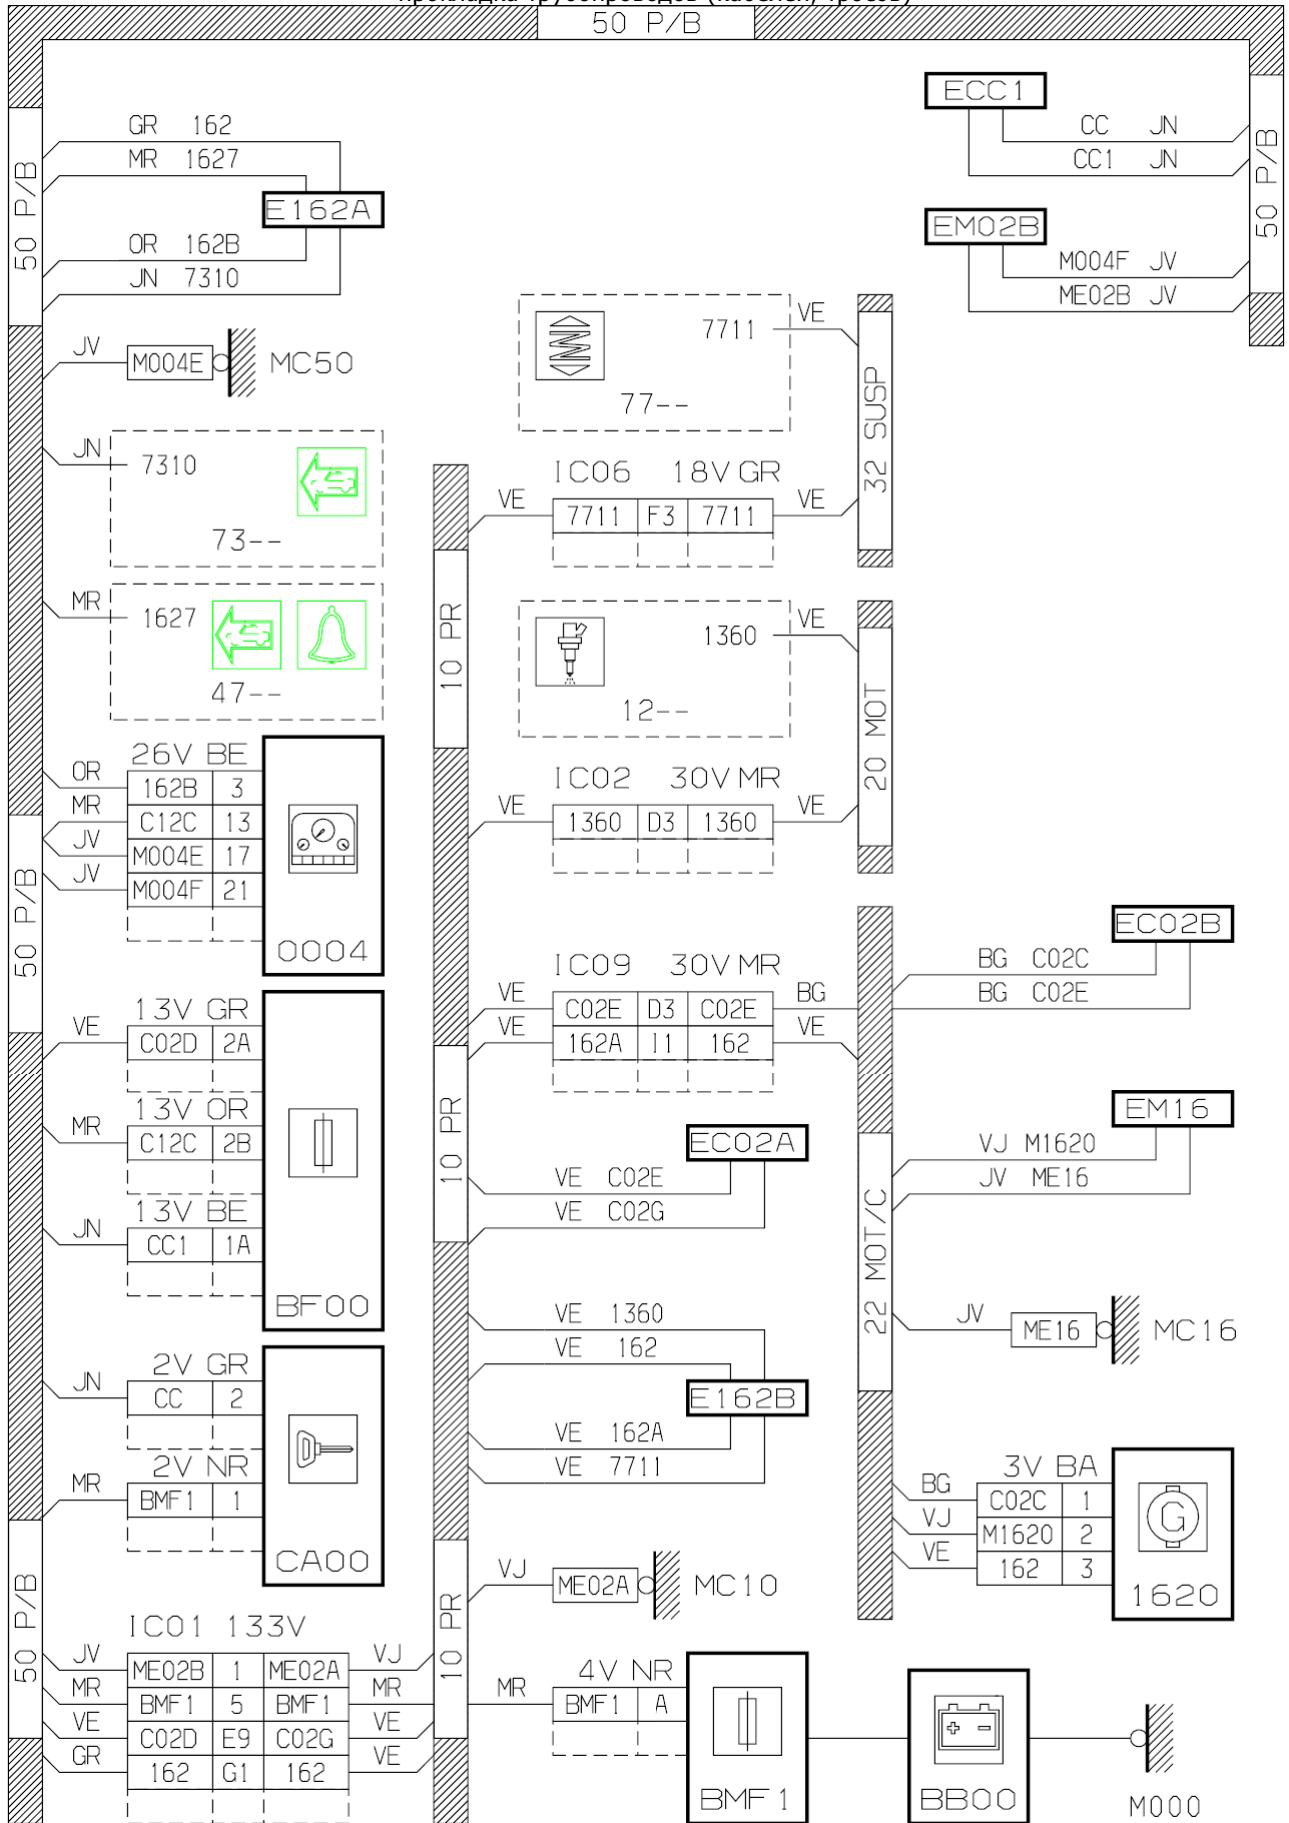 прокладка трубопроводов (кабелей, тросов)
50 P/B
ECC1
CC JN
CC1 JN
50 P/B
EM02B
M004F JV
ME02B JV
GR 162
MR 1627
50 P/B
E162A
OR 162B
JN 7310
JV M004E MC50
JN 7310
73--
MR 1627
47--
7711 VE
77--
32 SUSP
IC06 18V GR
VE 7711 F3 7711 VE
10 PR
1360 VE
12--
20 MOT
IC02 30V MR
VE 1360 D3 1360 VE
26V BE
OR 162B 3
MR C12C 13
JV M004E 17
JV M004F 21
0004
50 P/B
IC09 30V MR
VE C02E D3 C02E BG
VE 162A I1 162 VE
EC02B
BG C02C
BG C02E
13V GR
VE C02D 2A
13V OR
MR C12C 2B
13V BE
JN CC1 1A
BF00
10 PR
EC02A
VE C02E
VE C02G
EM16
VJ M1620
JV ME16
22 MOT/C
JV ME16 MC16
VE 1360
VE 162
E162B
VE 162A
VE 7711
2V GR
JN CC 2
2V NR
MR BMF1 1
CA00
3V BA
BG C02C 1
VJ M1620 2
VE 162 3
G
1620
50 P/B
10 PR
VJ ME02A MC10
IC01 133V
JV ME02B 1 ME02A VJ
MR BMF1 5 BMF1 MR
VE C02D E9 C02G VE
GR 162 G1 162 VE
4V NR
MR BMF1 A
BMF1
+ -
BB00
M000